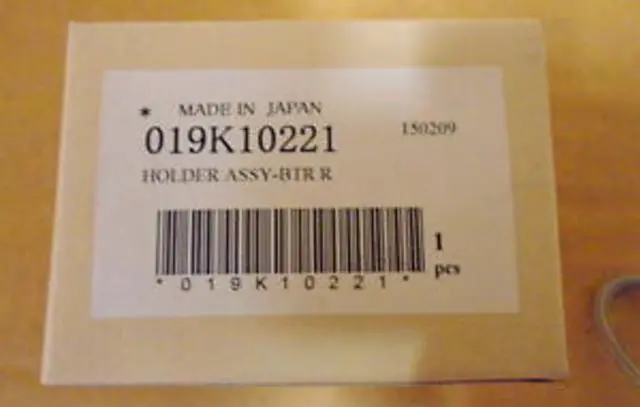 * MADE IN JAPAN
019K10221
150209
HOLDER ASSY-BTR R
1
pcs
*019K10221*